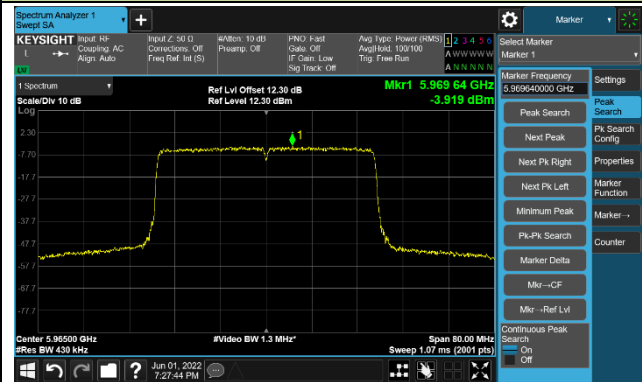 Spectrum Analyzer 1
Swept SA
+
Marker
KEYSIGHT
L
Input: RF
Coupling: AC
Align: Auto
Input Z: 50 Ω
Corrections: Off
Freq Ref: Int (S)
#Atten: 10 dB
Preamp: Off
PNO: Fast
Gate: Off
IF Gain: Low
Sig Track: Off
Avg Type: Power (RMS)
Avg|Hold: 100/100
Trig: Free Run
1 2 3 4 5 6
A W W W W W
A N N N N N
Select Marker
Marker 1
1 Spectrum
Scale/Div 10 dB
Ref Lvl Offset 12.30 dB
Ref Level 12.30 dBm
Mkr1 5.969 64 GHz
-3.919 dBm
Log
2.30
-7.70
-17.7
-27.7
-37.7
-47.7
-57.7
-67.7
-77.7
1
Center 5.96500 GHz
#Res BW 430 kHz
#Video BW 1.3 MHz*
Span 80.00 MHz
Sweep 1.07 ms (2001 pts)
Marker Frequency
5.969640000 GHz
Peak Search
Next Peak
Next Pk Right
Next Pk Left
Minimum Peak
Pk-Pk Search
Marker Delta
Mkr→CF
Mkr→Ref Lvl
Continuous Peak
Search
On
Off
Settings
Peak
Search
Pk Search
Config
Properties
Marker
Function
Marker→
Counter
?
Jun 01, 2022
7:27:44 PM